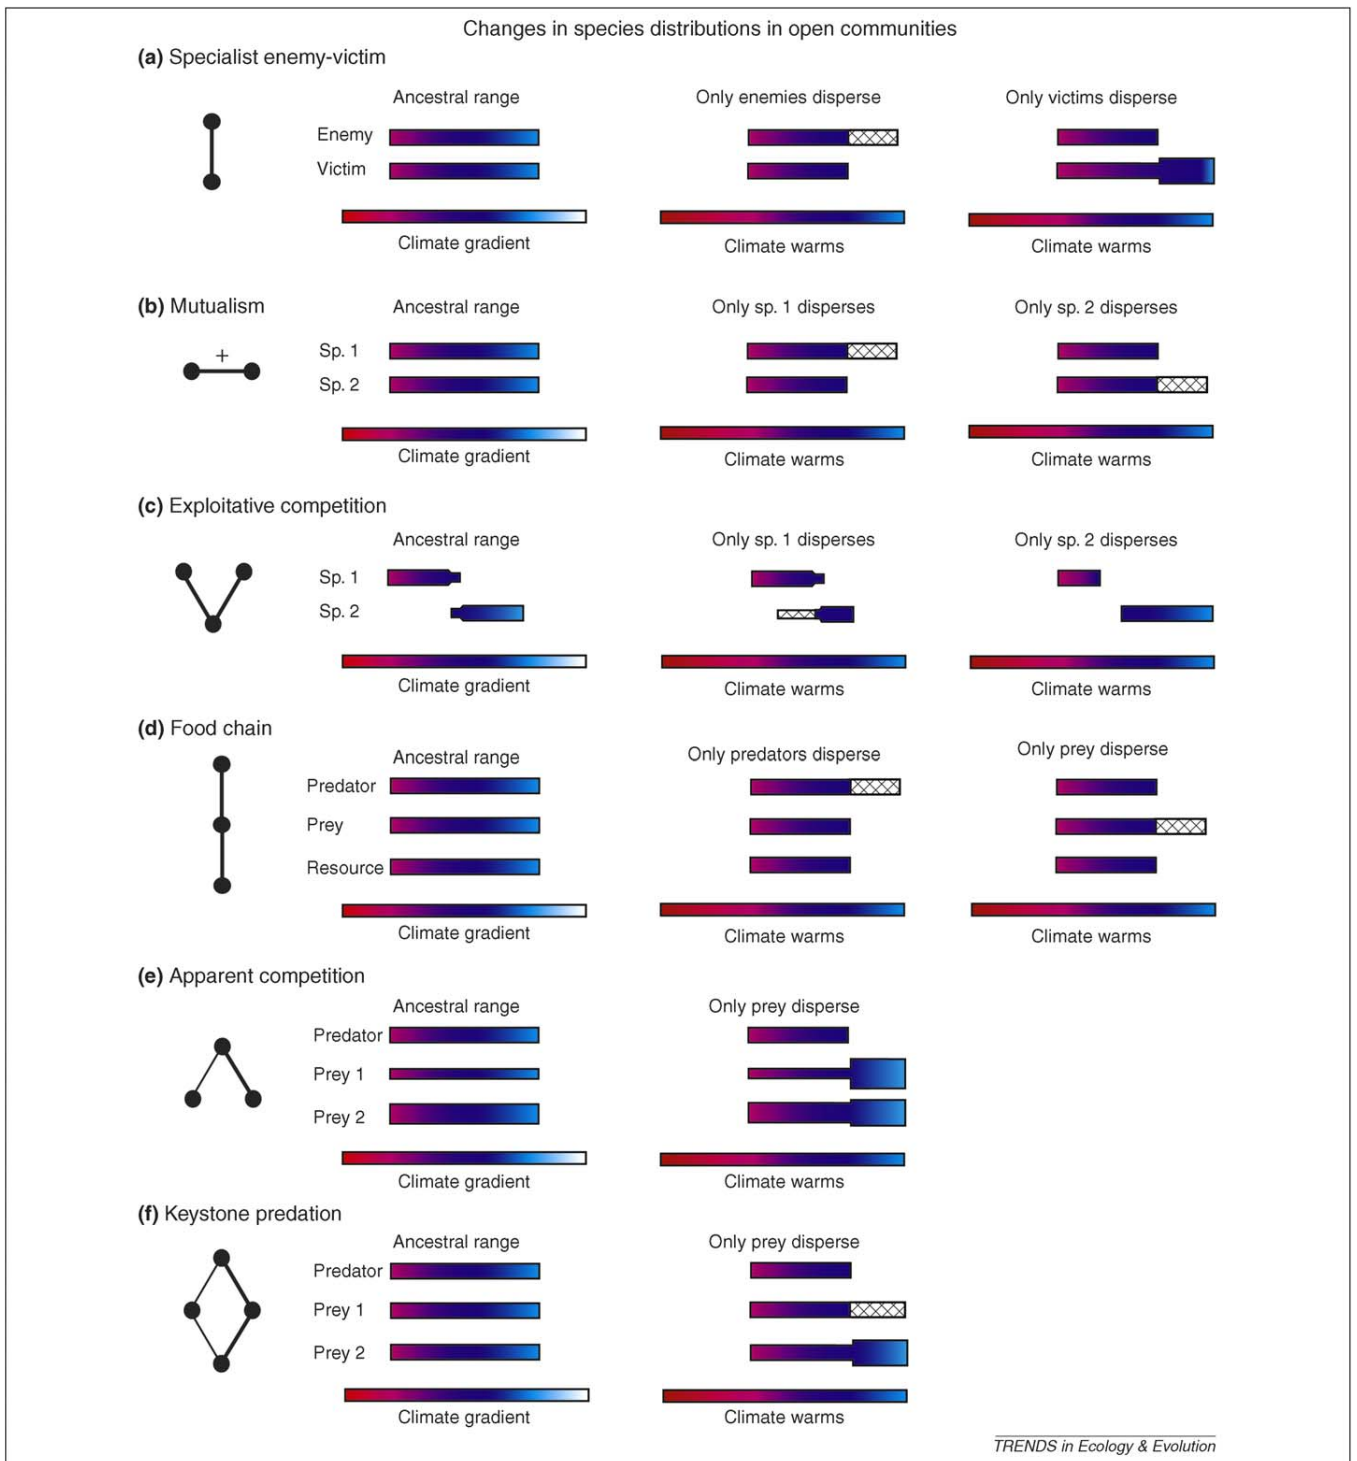 Changes in species distributions in open communities
(a) Specialist enemy-victim
Ancestral range
Only enemies disperse
Only victims disperse
Enemy
Victim
Climate gradient
Climate warms
Climate warms
(b) Mutualism
Ancestral range
Only sp. 1 disperses
Only sp. 2 disperses
+
Sp. 1
Sp. 2
Climate gradient
Climate warms
Climate warms
(c) Exploitative competition
Ancestral range
Only sp. 1 disperses
Only sp. 2 disperses
Sp. 1
Sp. 2
Climate gradient
Climate warms
Climate warms
(d) Food chain
Ancestral range
Only predators disperse
Only prey disperse
Predator
Prey
Resource
Climate gradient
Climate warms
Climate warms
(e) Apparent competition
Ancestral range
Only prey disperse
Predator
Prey 1
Prey 2
Climate gradient
Climate warms
(f) Keystone predation
Ancestral range
Only prey disperse
Predator
Prey 1
Prey 2
Climate gradient
Climate warms
TRENDS in Ecology & Evolution